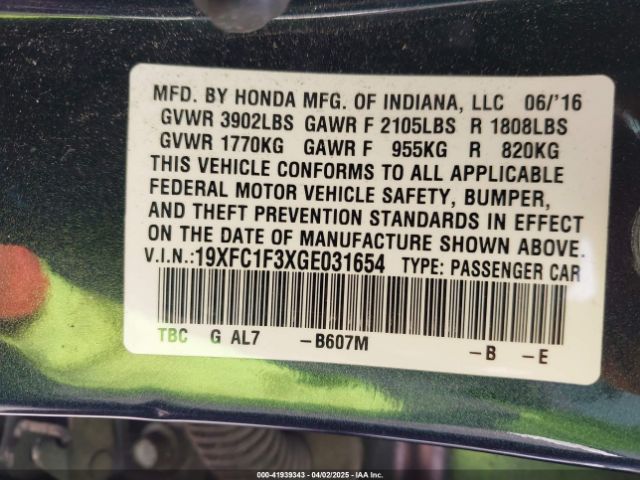 MFD. BY HONDA MFG. OF INDIANA, LLC 06/'16
GVWR 3902LBS GAWR F 2105LBS R 1808LBS
GVWR 1770KG GAWR F 955KG R 820KG
THIS VEHICLE CONFORMS TO ALL APPLICABLE
FEDERAL MOTOR VEHICLE SAFETY, BUMPER,
AND THEFT PREVENTION STANDARDS IN EFFECT
ON THE DATE OF MANUFACTURE SHOWN ABOVE.
V.I.N.:19XFC1F3XGE031654 TYPE: PASSENGER CAR
TBC G AL7 -B607M -B -E
000-41939343 - 04/02/2025 - IAA Inc.